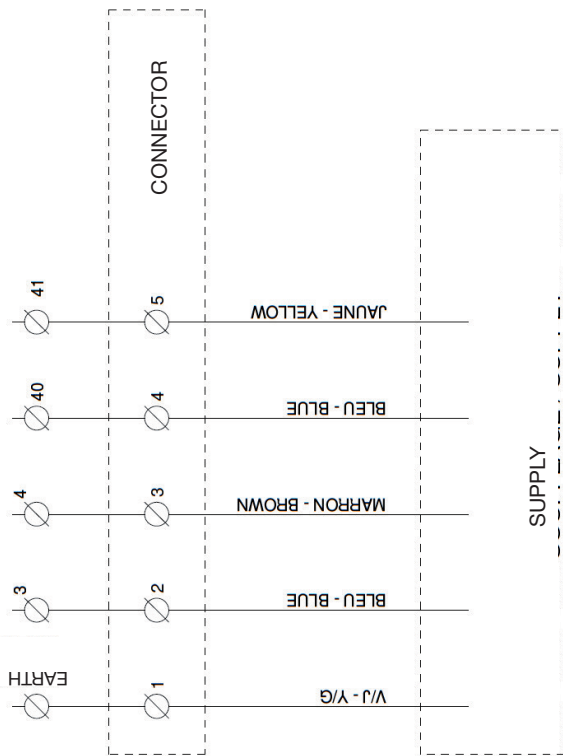 CONNECTOR
41
5
JAUNE - YELLOW
40
4
BLEU - BLUE
4
3
MARRON - BROWN
SUPPLY
3
2
BLEU - BLUE
EARTH
1
V/J - Y/G